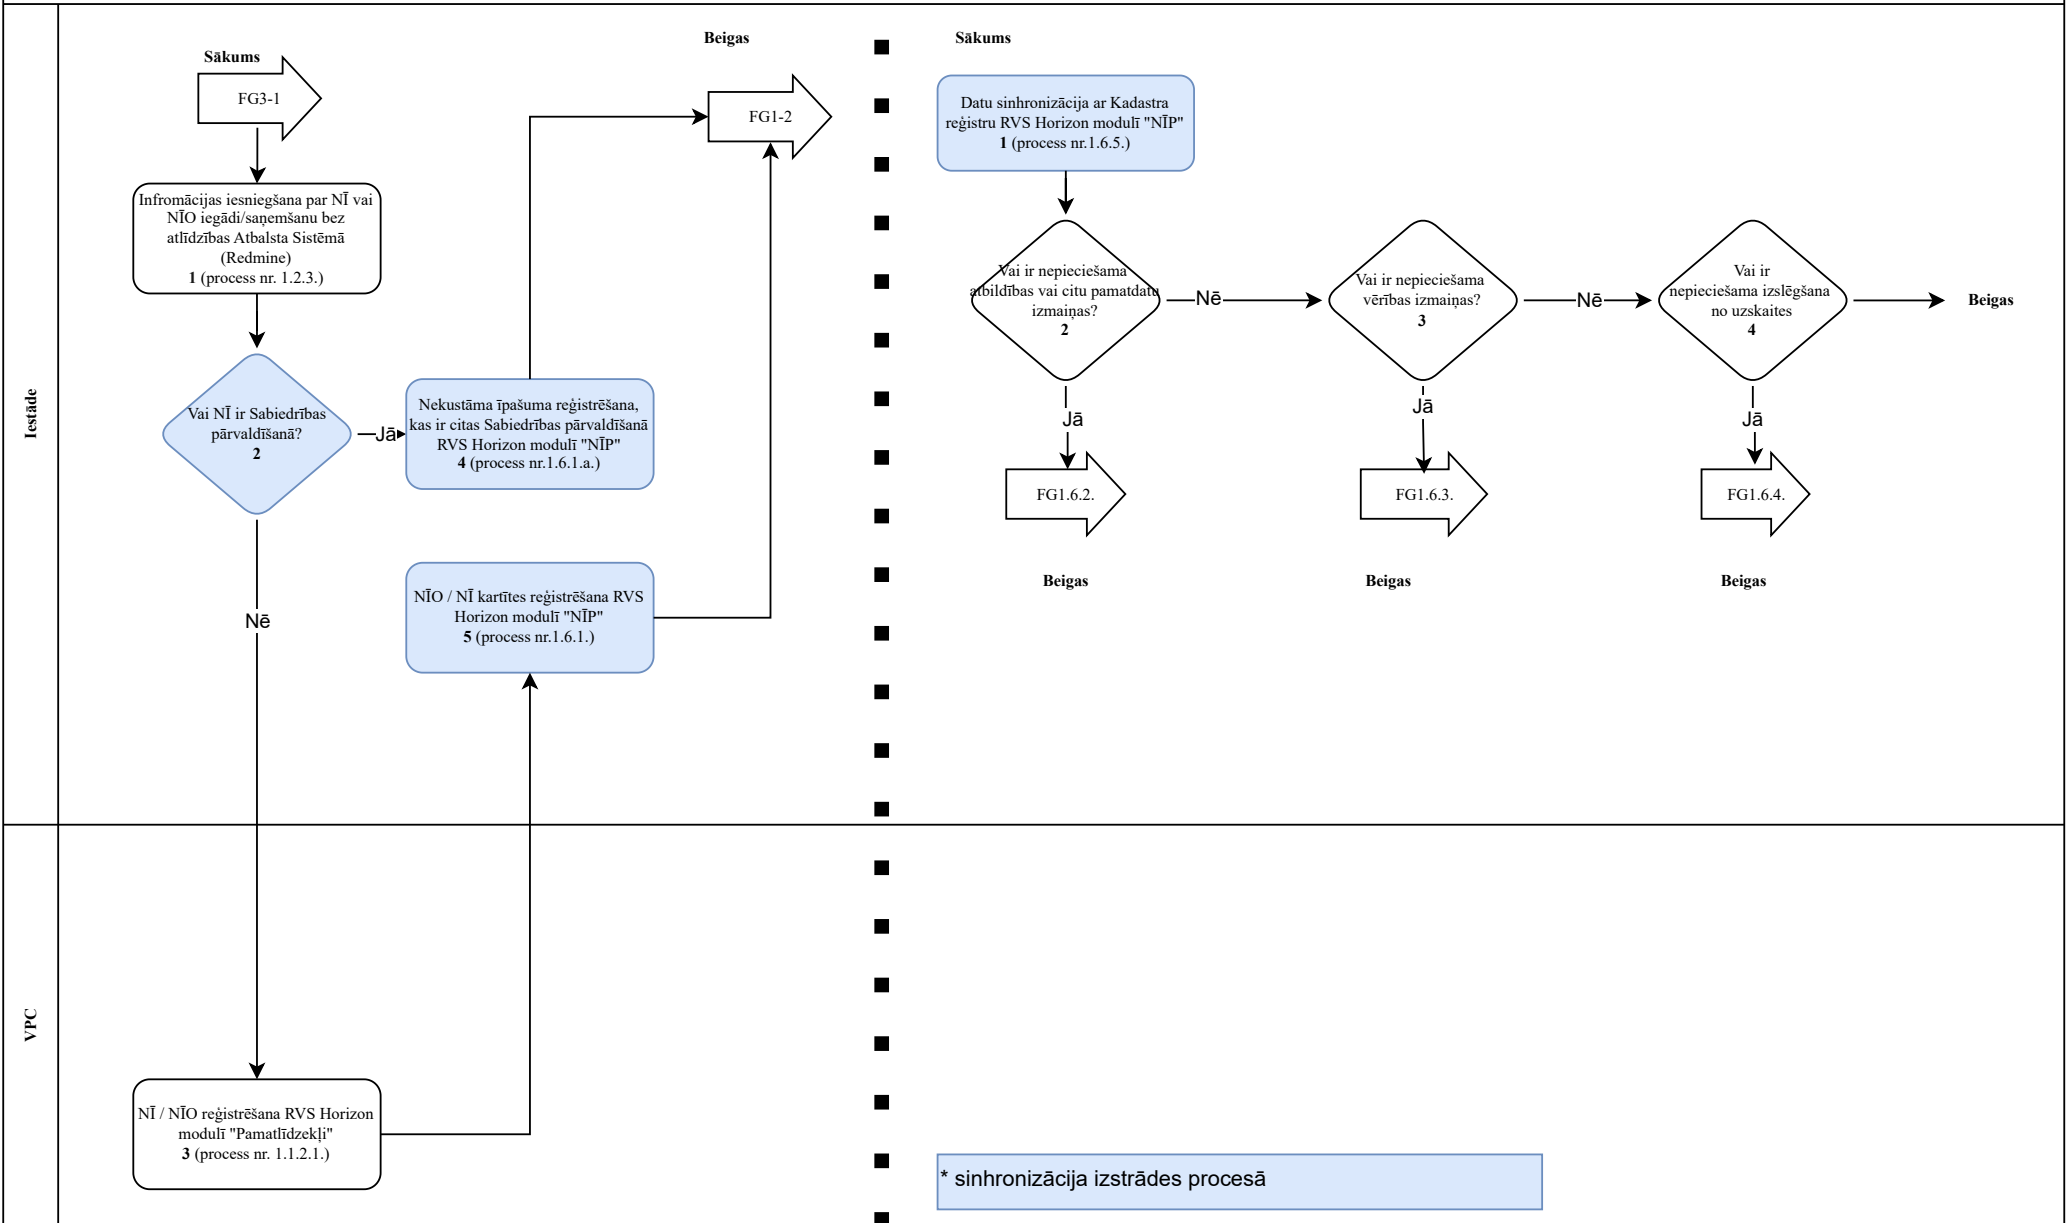 Iestāde
Sākums
FG3-1
Infromācijas iesniegšana par NĪ vai
NĪO iegādi/saņemšanu bez
atlīdzības Atbalsta Sistēmā
(Redmine)
1 (process nr. 1.2.3.)
Vai NĪ ir Sabiedrības
pārvaldīšanā?
2
Jā
Nē
Nekustāma īpašuma reģistrēšana,
kas ir citas Sabiedrības pārvaldīšanā
RVS Horizon modulī "NĪP"
4 (process nr.1.6.1.a.)
NĪO / NĪ kartītes reģistrēšana RVS
Horizon modulī "NĪP"
5 (process nr.1.6.1.)
Beigas
FG1-2
Sākums
Datu sinhronizācija ar Kadastra
reģistru RVS Horizon modulī "NĪP"
1 (process nr.1.6.5.)
Vai ir nepieciešama
atbildības vai citu pamatdatu
izmaiņas?
2
Nē
Vai ir nepieciešama
vērības izmaiņas?
3
Nē
Vai ir
nepieciešama izslēgšana
no uzskaites
4
Beigas
Jā
Jā
Jā
FG1.6.2.
FG1.6.3.
FG1.6.4.
Beigas
Beigas
Beigas
VPC
NĪ / NĪO reģistrēšana RVS Horizon
modulī "Pamatlīdzekļi"
3 (process nr. 1.1.2.1.)
* sinhronizācija izstrādes procesā